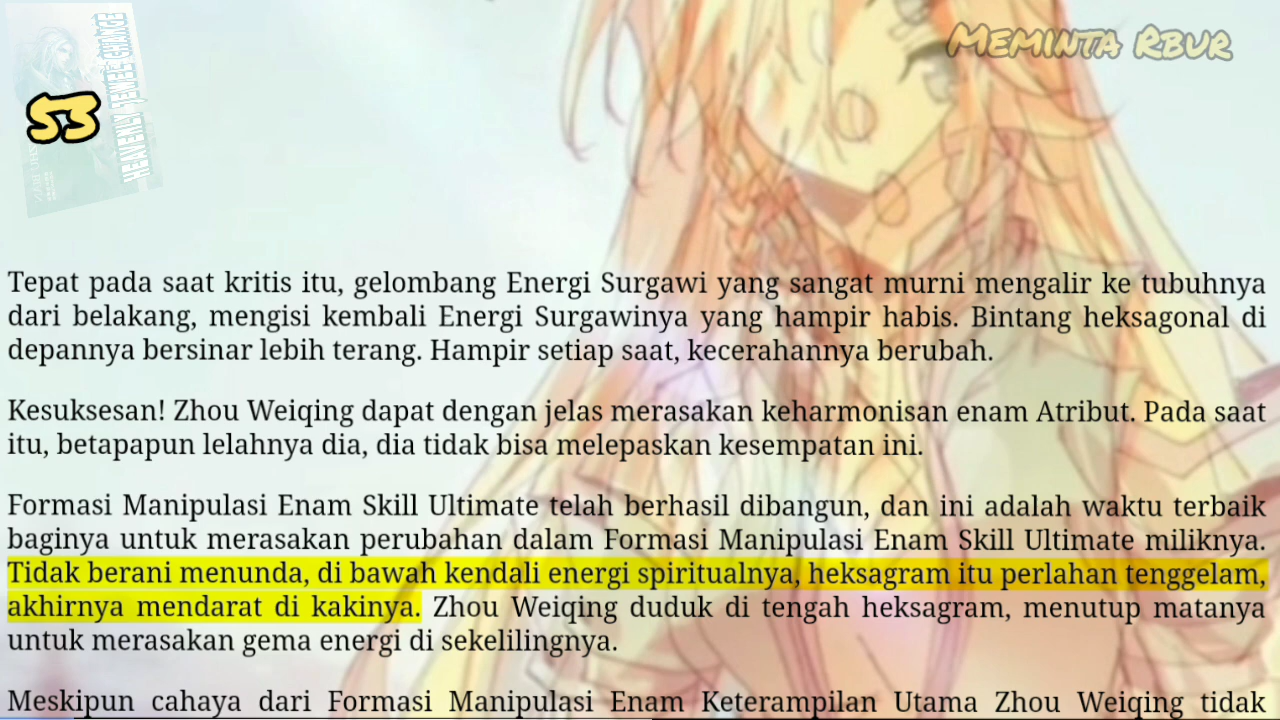 Meminta Rbur
HEAVENLY JEWEL CHANGE
53
Tepat pada saat kritis itu, gelombang Energi Surgawi yang sangat murni mengalir ke tubuhnya
dari belakang, mengisi kembali Energi Surgawinya yang hampir habis. Bintang heksagonal di
depannya bersinar lebih terang. Hampir setiap saat, kecerahannya berubah.
Kesuksesan! Zhou Weiqing dapat dengan jelas merasakan keharmonisan enam Atribut. Pada saat
itu, betapapun lelahnya dia, dia tidak bisa melepaskan kesempatan ini.
Formasi Manipulasi Enam Skill Ultimate telah berhasil dibangun, dan ini adalah waktu terbaik
baginya untuk merasakan perubahan dalam Formasi Manipulasi Enam Skill Ultimate miliknya.
Tidak berani menunda, di bawah kendali energi spiritualnya, heksagram itu perlahan tenggelam,
akhirnya mendarat di kakinya. Zhou Weiqing duduk di tengah heksagram, menutup matanya
untuk merasakan gema energi di sekelilingnya.
Meskipun cahaya dari Formasi Manipulasi Enam Keterampilan Utama Zhou Weiqing tidak